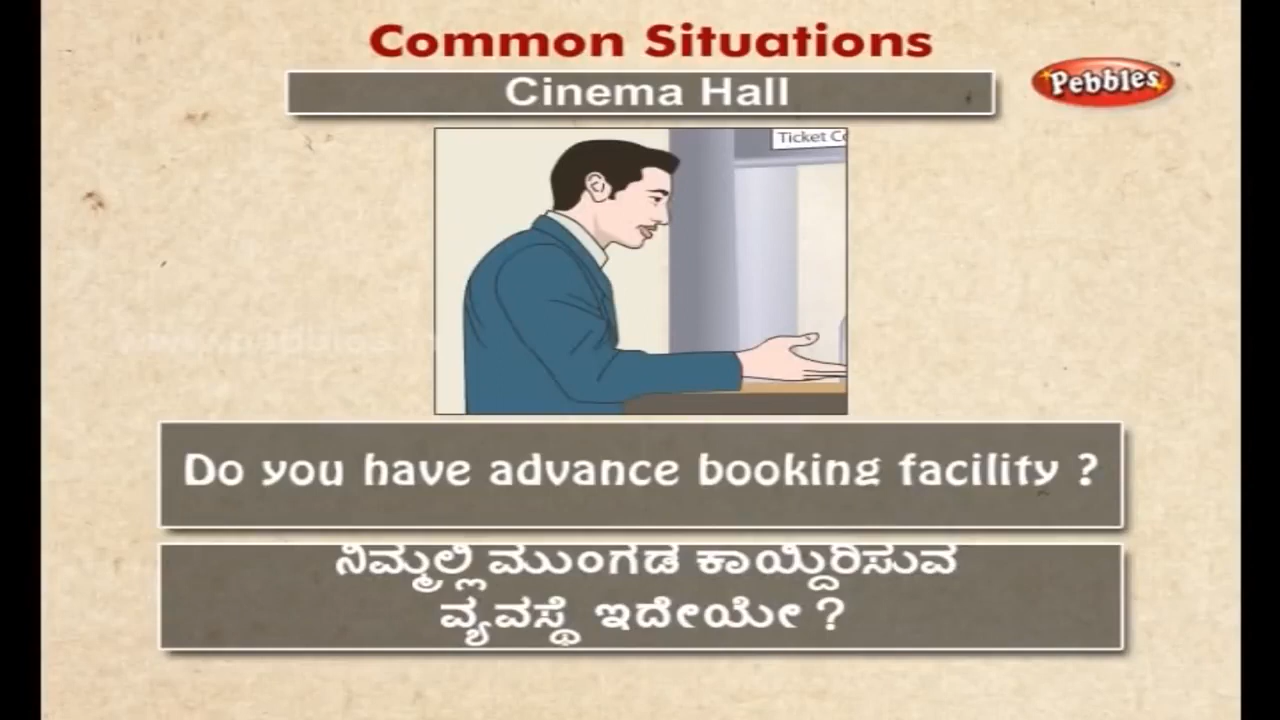 Common Situations
Cinema Hall
Pebbles
Ticket Co
Do you have advance booking facility ?
ನಿಮ್ಮಲ್ಲಿ ಮುಂಗಡ ಕಾಯ್ದಿರಿಸುವ
ವ್ಯವಸ್ಥೆ ಇದೇಯೇ ?